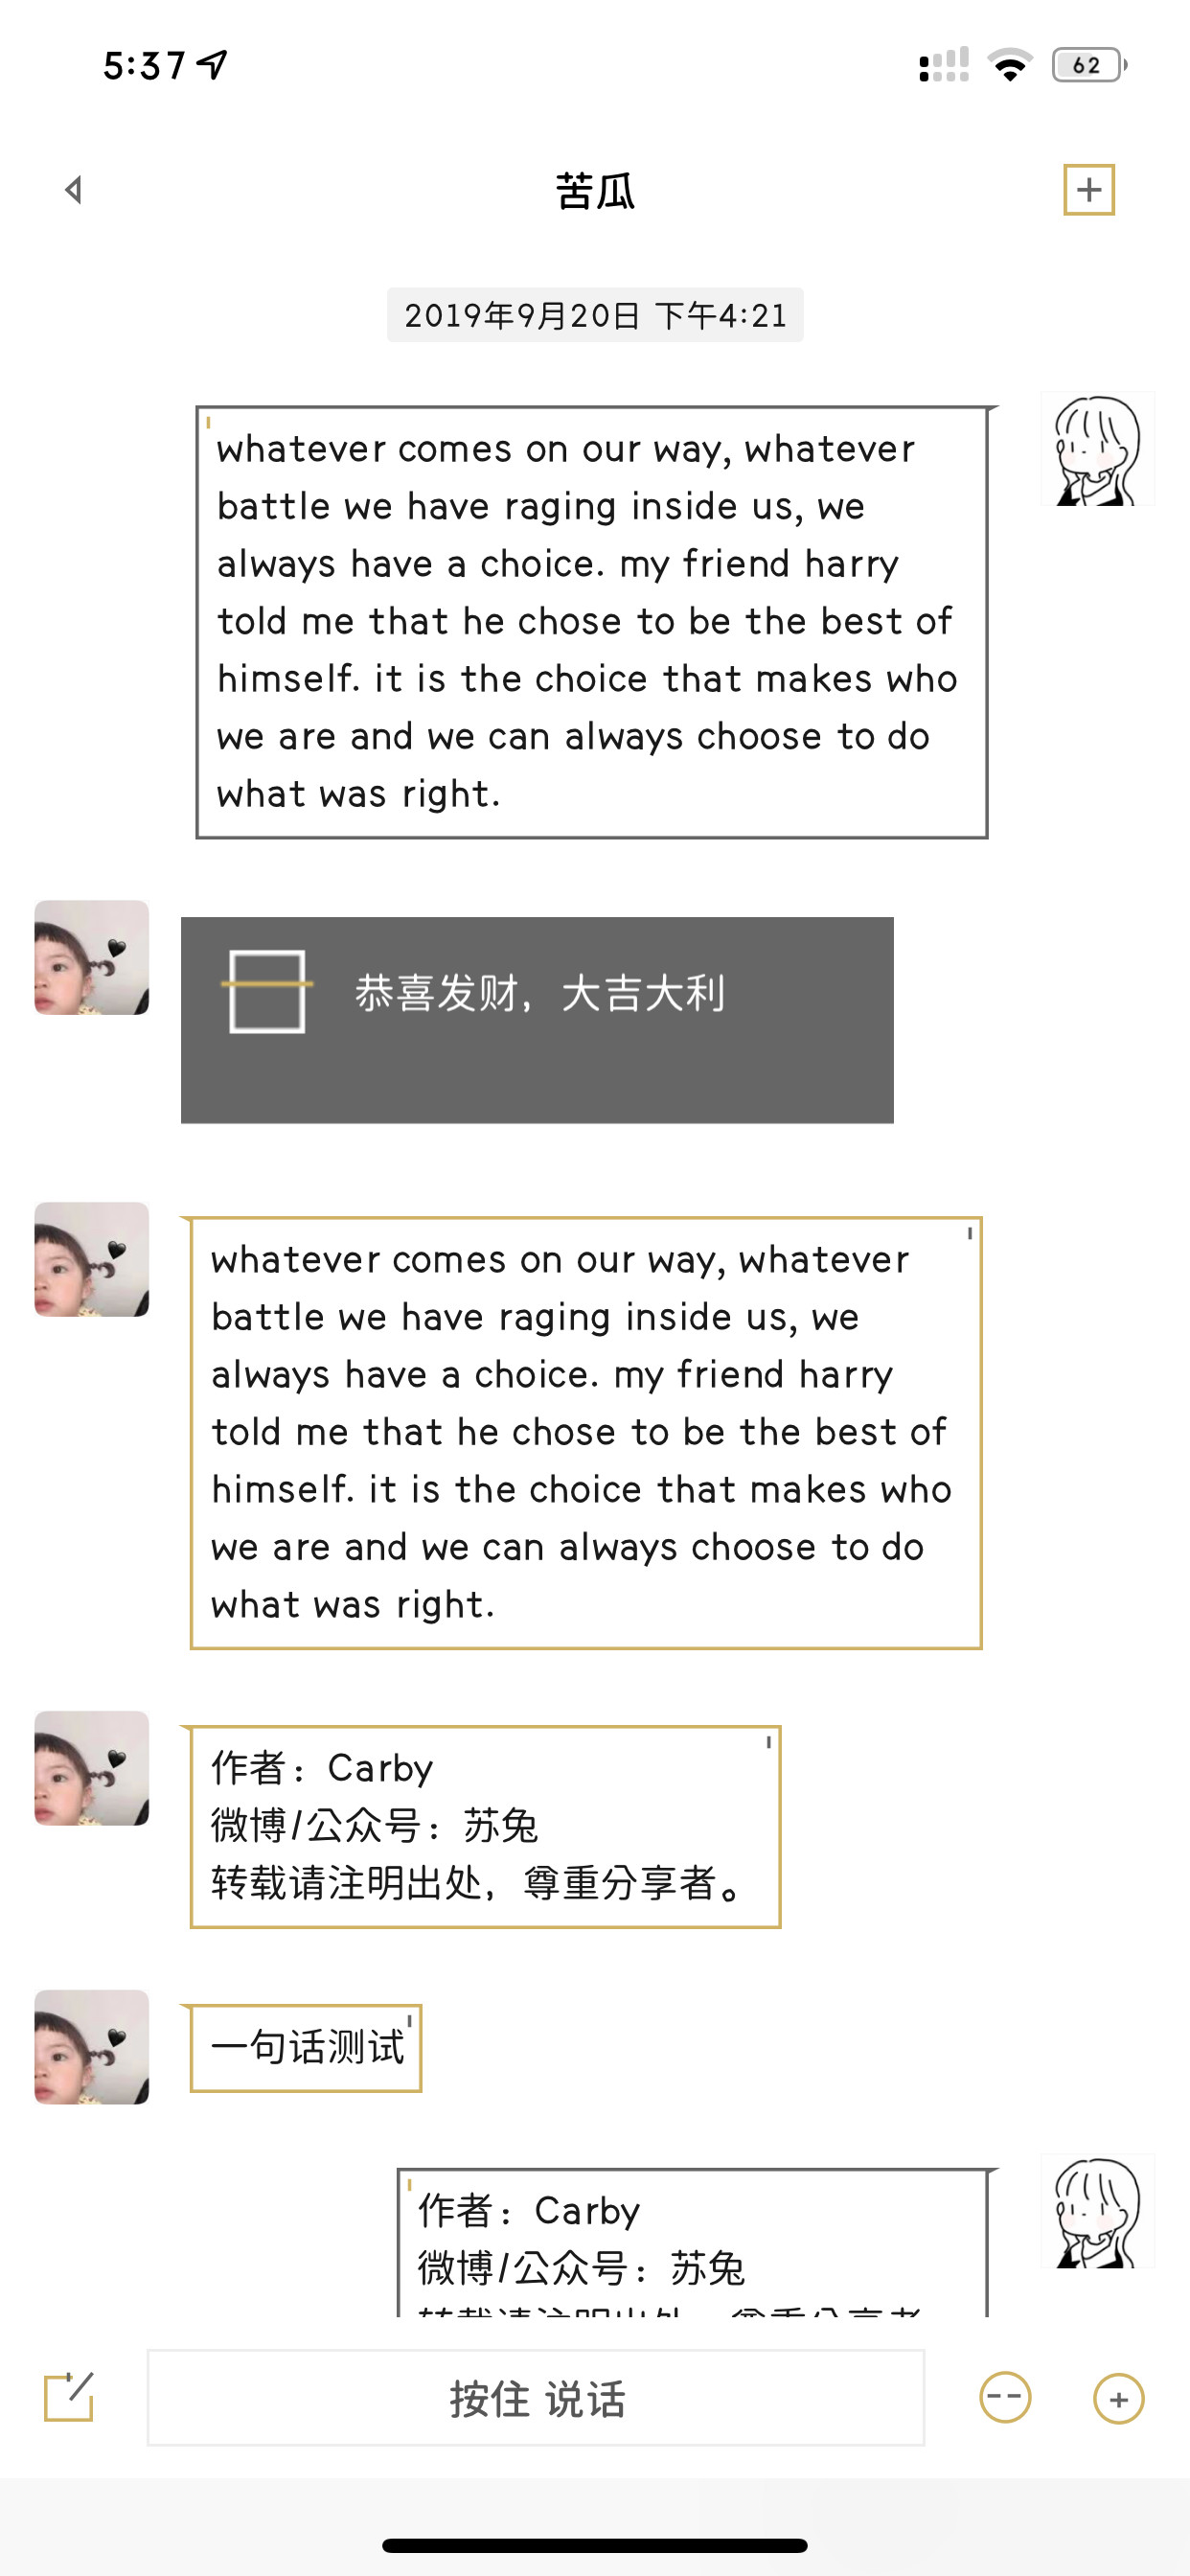 5:37
62
苦瓜
2019年9月20日 下午4:21
whatever comes on our way, whatever
battle we have raging inside us, we
always have a choice. my friend harry
told me that he chose to be the best of
himself. it is the choice that makes who
we are and we can always choose to do
what was right.
恭喜发财，大吉大利
whatever comes on our way, whatever
battle we have raging inside us, we
always have a choice. my friend harry
told me that he chose to be the best of
himself. it is the choice that makes who
we are and we can always choose to do
what was right.
作者：Carby
微博/公众号：苏兔
转载请注明出处，尊重分享者。
一句话测试
作者：Carby
微博/公众号：苏兔
按住 说话